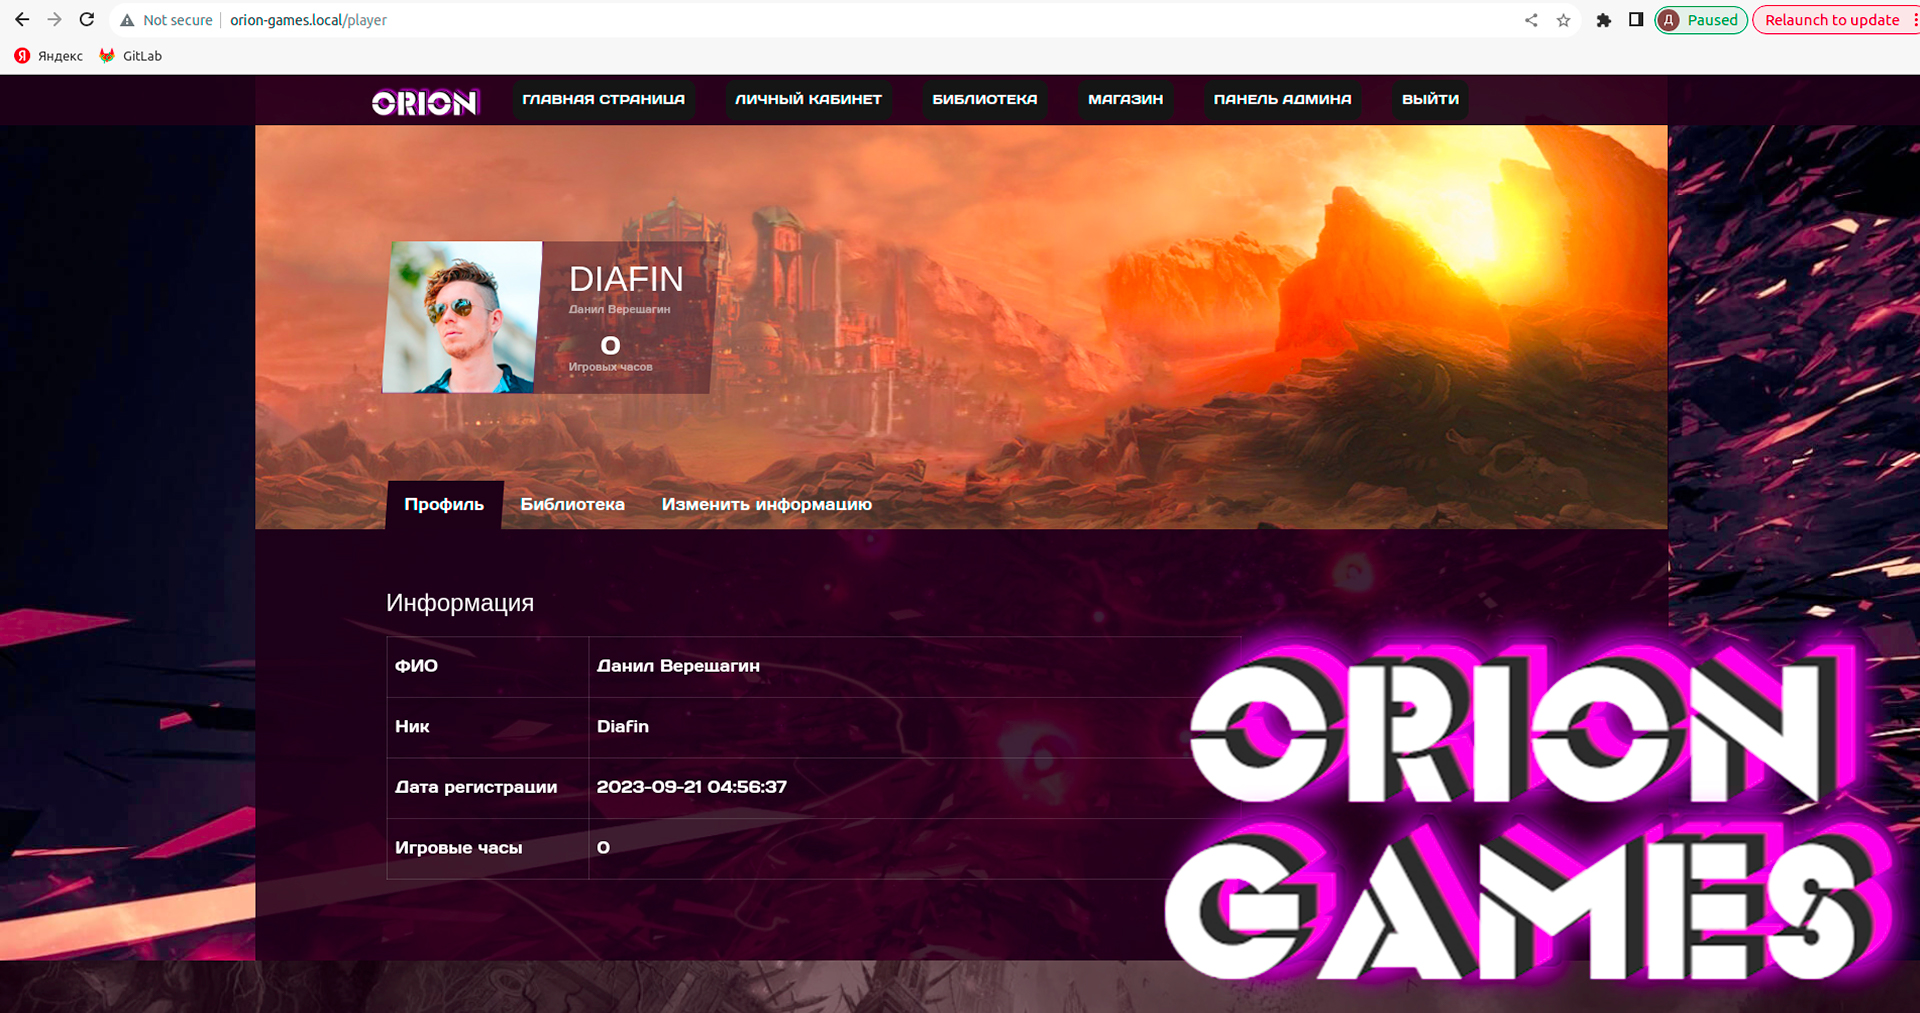 Not secure orion-games.local/player
Д Paused Relaunch to update
Я Яндекс GitLab
ORION ГЛАВНАЯ СТРАНИЦА ЛИЧНЫЙ КАБИНЕТ БИБЛИОТЕКА МАГАЗИН ПАНЕЛЬ АДМИНА ВЫЙТИ
DIAFIN
Данил Верещагин
0
Игровых часов
Профиль Библиотека Изменить информацию
Информация
ФИО Данил Верещагин
Ник Diafin
Дата регистрации 2023-09-21 04:56:37
Игровые часы 0
ORION
GAMES